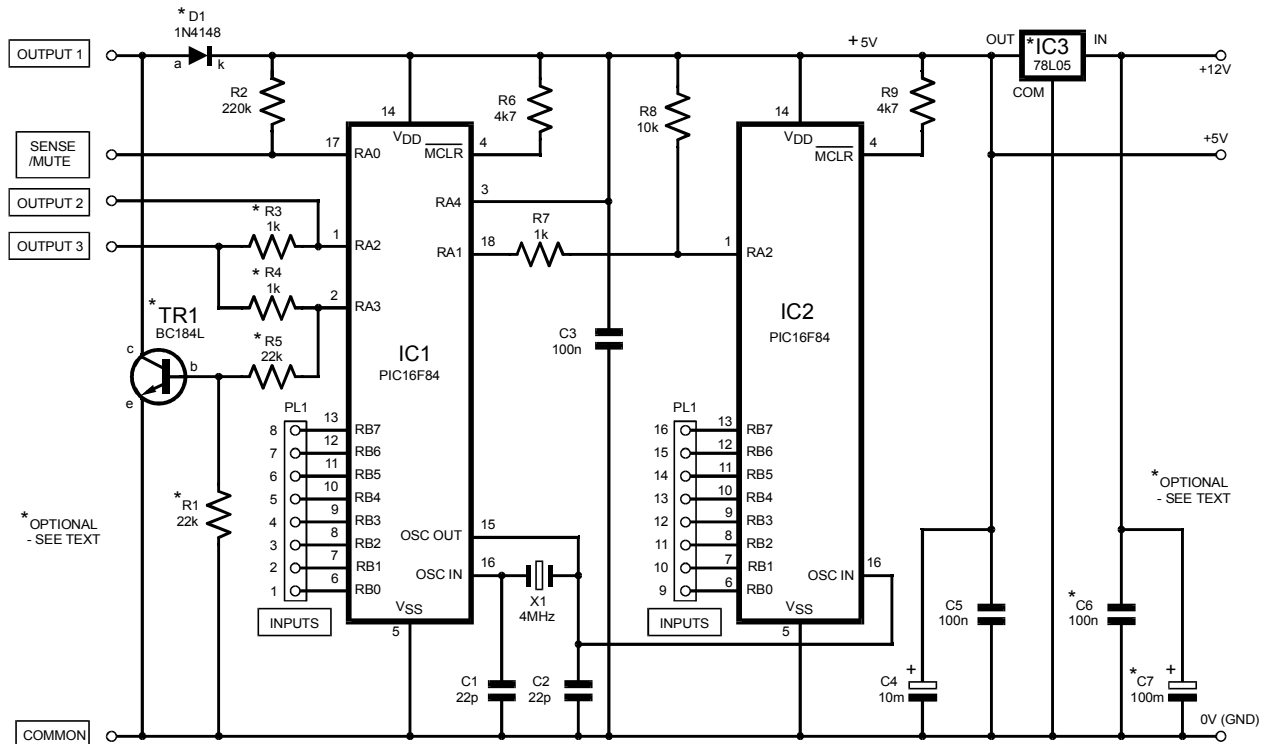 *D1
1N4148
OUTPUT 1
a
k
+5V
OUT
*IC3
78L05
IN
COM
+12V
R2
220k
14
R6
4k7
R8
10k
14
R9
4k7
SENSE
/MUTE
17
RA0
VDD
MCLR
4
VDD
MCLR
4
+5V
OUTPUT 2
RA4
3
*R3
1k
OUTPUT 3
1
RA2
RA1
18
R7
1k
1
RA2
*R4
1k
2
RA3
*TR1
BC184L
c
b
e
*R5
22k
IC1
PIC16F84
C3
100n
IC2
PIC16F84
PL1
8
13
RB7
7
12
RB6
6
11
RB5
5
10
RB4
4
9
RB3
3
8
RB2
2
7
RB1
1
6
RB0
INPUTS
PL1
16
13
RB7
15
12
RB6
14
11
RB5
13
10
RB4
12
9
RB3
11
8
RB2
10
7
RB1
9
6
RB0
INPUTS
*R1
22k
*OPTIONAL
- SEE TEXT
OSC OUT
15
OSC IN
16
X1
4MHz
OSC IN
16
*OPTIONAL
- SEE TEXT
VSS
5
VSS
5
C1
22p
C2
22p
C5
100n
*C6
100n
C4
10m
+
*C7
100m
+
COMMON
0V (GND)